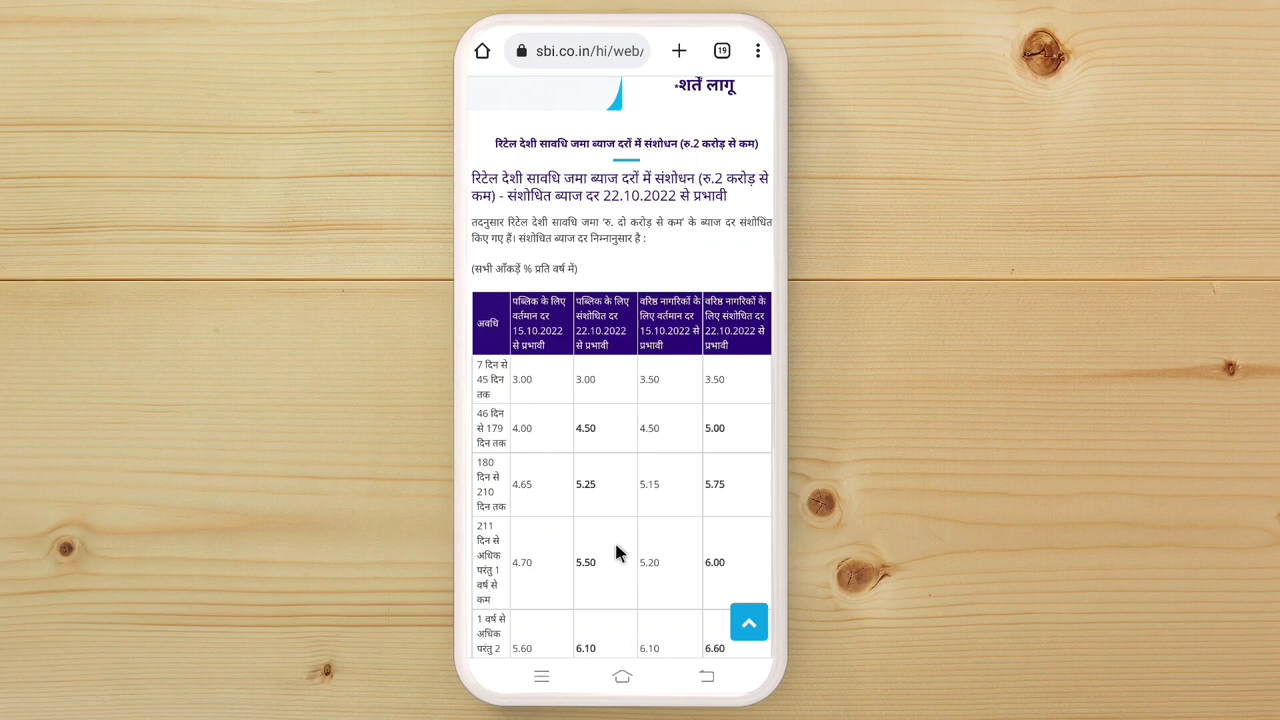 sbi.co.in/hi/web/
19
*शर्तें लागू
रिटेल देशी सावधि जमा ब्याज दरों में संशोधन (रु.2 करोड़ से कम)
रिटेल देशी सावधि जमा ब्याज दरों में संशोधन (रु.2 करोड़ से
कम) - संशोधित ब्याज दर 22.10.2022 से प्रभावी
तदनुसार रिटेल देशी सावधि जमा ‘रु. दो करोड़ से कम’ के ब्याज दर संशोधित
किए गए हैं। संशोधित ब्याज दर निम्नानुसार है :
(सभी आँकड़ें % प्रति वर्ष में)
अवधि
पब्लिक के लिए
वर्तमान दर
15.10.2022
से प्रभावी
पब्लिक के लिए
संशोधित दर
22.10.2022
से प्रभावी
वरिष्ठ नागरिकों के
लिए वर्तमान दर
15.10.2022 से
प्रभावी
वरिष्ठ नागरिकों के
लिए संशोधित दर
22.10.2022 से
प्रभावी
7 दिन से
45 दिन
तक
3.00 3.00 3.50 3.50
46 दिन
से 179
दिन तक
4.00 4.50 4.50 5.00
180
दिन से
210
दिन तक
4.65 5.25 5.15 5.75
211
दिन से
अधिक
परंतु 1
वर्ष से
कम
4.70 5.50 5.20 6.00
1 वर्ष से
अधिक
परंतु 2
5.60 6.10 6.10 6.60